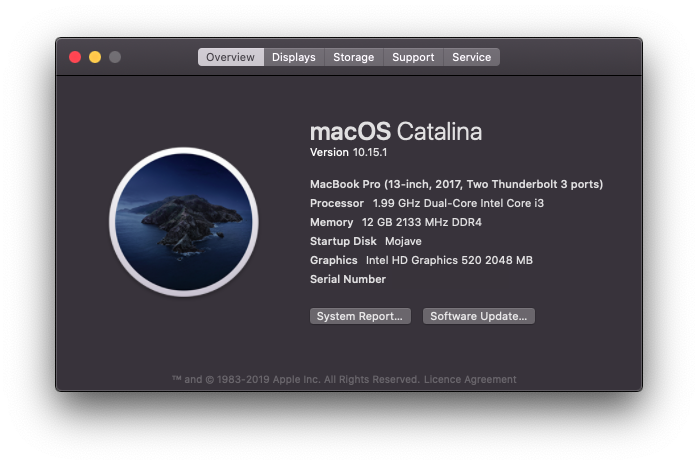 Overview Displays Storage Support Service
macOS Catalina
Version 10.15.1
MacBook Pro (13-inch, 2017, Two Thunderbolt 3 ports)
Processor 1.99 GHz Dual-Core Intel Core i3
Memory 12 GB 2133 MHz DDR4
Startup Disk Mojave
Graphics Intel HD Graphics 520 2048 MB
Serial Number
System Report... Software Update...
™ and © 1983-2019 Apple Inc. All Rights Reserved. Licence Agreement